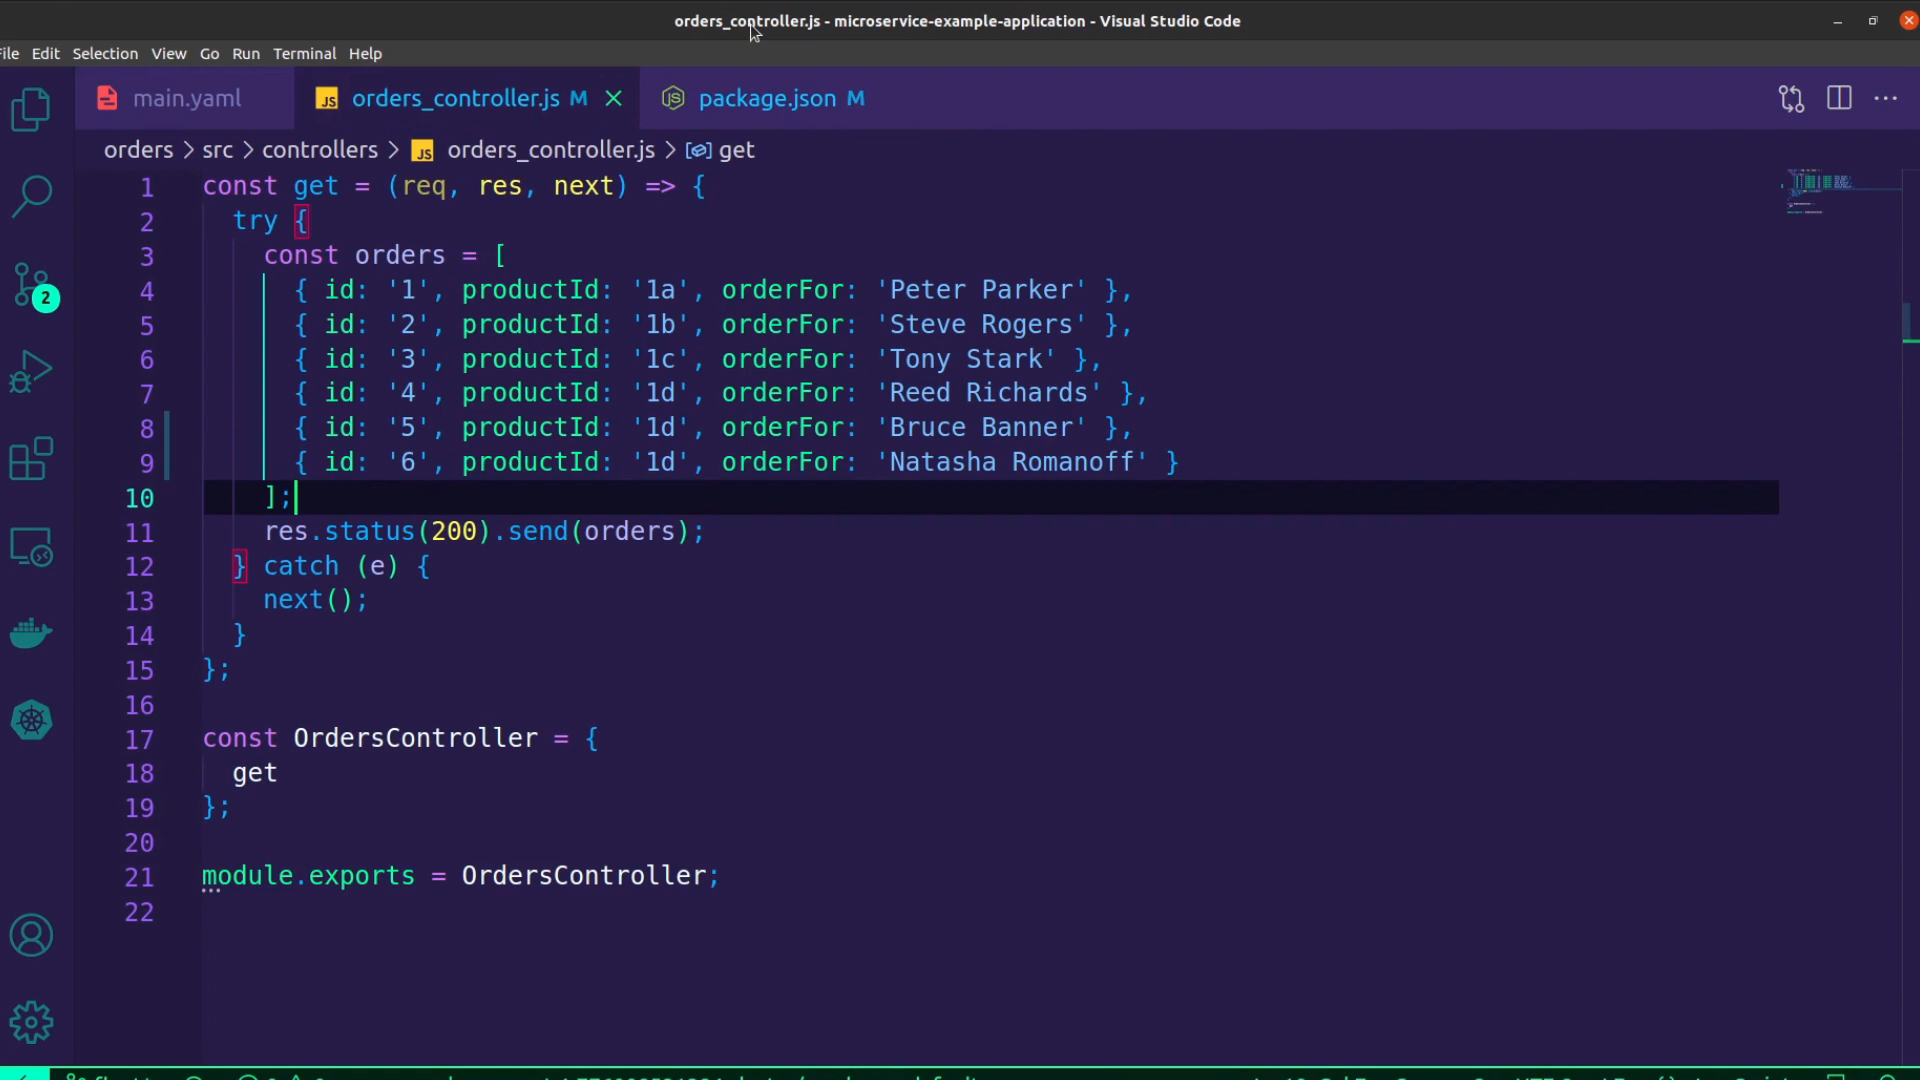 orders_controller.js - microservice-example-application - Visual Studio Code
File Edit Selection View Go Run Terminal Help
main.yaml
JS orders_controller.js M
JS package.json M
orders > src > controllers > JS orders_controller.js > get
1 const get = (req, res, next) => {
2 try {
3 const orders = [
4 { id: '1', productId: '1a', orderFor: 'Peter Parker' },
5 { id: '2', productId: '1b', orderFor: 'Steve Rogers' },
6 { id: '3', productId: '1c', orderFor: 'Tony Stark' },
7 { id: '4', productId: '1d', orderFor: 'Reed Richards' },
8 { id: '5', productId: '1d', orderFor: 'Bruce Banner' },
9 { id: '6', productId: '1d', orderFor: 'Natasha Romanoff' }
10 ];
11 res.status(200).send(orders);
12 } catch (e) {
13 next();
14 }
15 };
16
17 const OrdersController = {
18 get
19 };
20
21 module.exports = OrdersController;
22
2